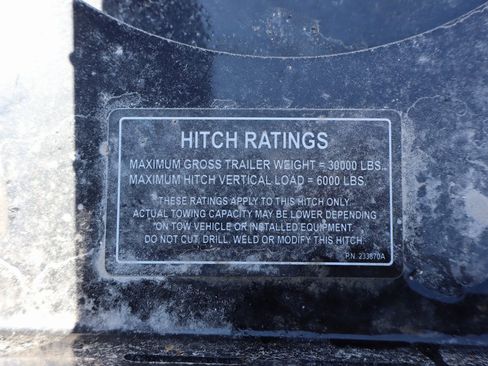 HITCH RATINGS
MAXIMUM GROSS TRAILER WEIGHT = 30000 LBS.
MAXIMUM HITCH VERTICAL LOAD = 6000 LBS.
THESE RATINGS APPLY TO THIS HITCH ONLY.
ACTUAL TOWING CAPACITY MAY BE LOWER DEPENDING
ON TOW VEHICLE OR INSTALLED EQUIPMENT.
DO NOT CUT, DRILL, WELD OR MODIFY THIS HITCH.
P.N. 233870A